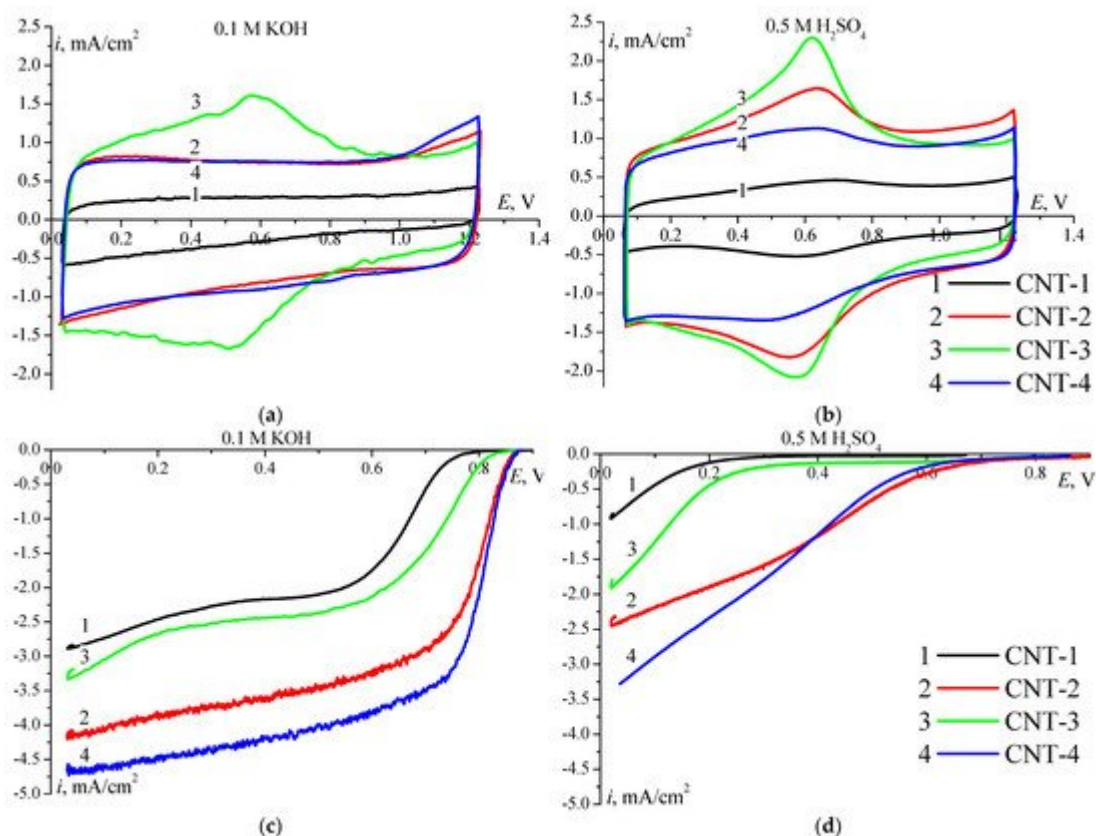 2.5
2.0
1.5
1.0
0.5
0.0
-0.5
-1.0
-1.5
-2.0
i, mA/cm²
0.1 M KOH
3
2
4
1
E, V
0.0 0.2 0.4 0.6 0.8 1.0 1.2 1.4
(a)
2.5
2.0
1.5
1.0
0.5
0.0
-0.5
-1.0
-1.5
-2.0
i, mA/cm²
0.5 M H₂SO₄
3
2
4
1
E, V
0.0 0.2 0.4 0.6 0.8 1.0 1.2 1.4
1 CNT-1
2 CNT-2
3 CNT-3
4 CNT-4
(b)
0.1 M KOH
0.0
-0.5
-1.0
-1.5
-2.0
-2.5
-3.0
-3.5
-4.0
-4.5
-5.0
0.0 0.2 0.4 0.6 0.8
E, V
1
3
2
4
i, mA/cm²
(c)
0.5 M H₂SO₄
0.0
-0.5
-1.0
-1.5
-2.0
-2.5
-3.0
-3.5
-4.0
-4.5
-5.0
0.0 0.2 0.4 0.6 0.8
E, V
1
3
2
4
1 CNT-1
2 CNT-2
3 CNT-3
4 CNT-4
i, mA/cm²
(d)